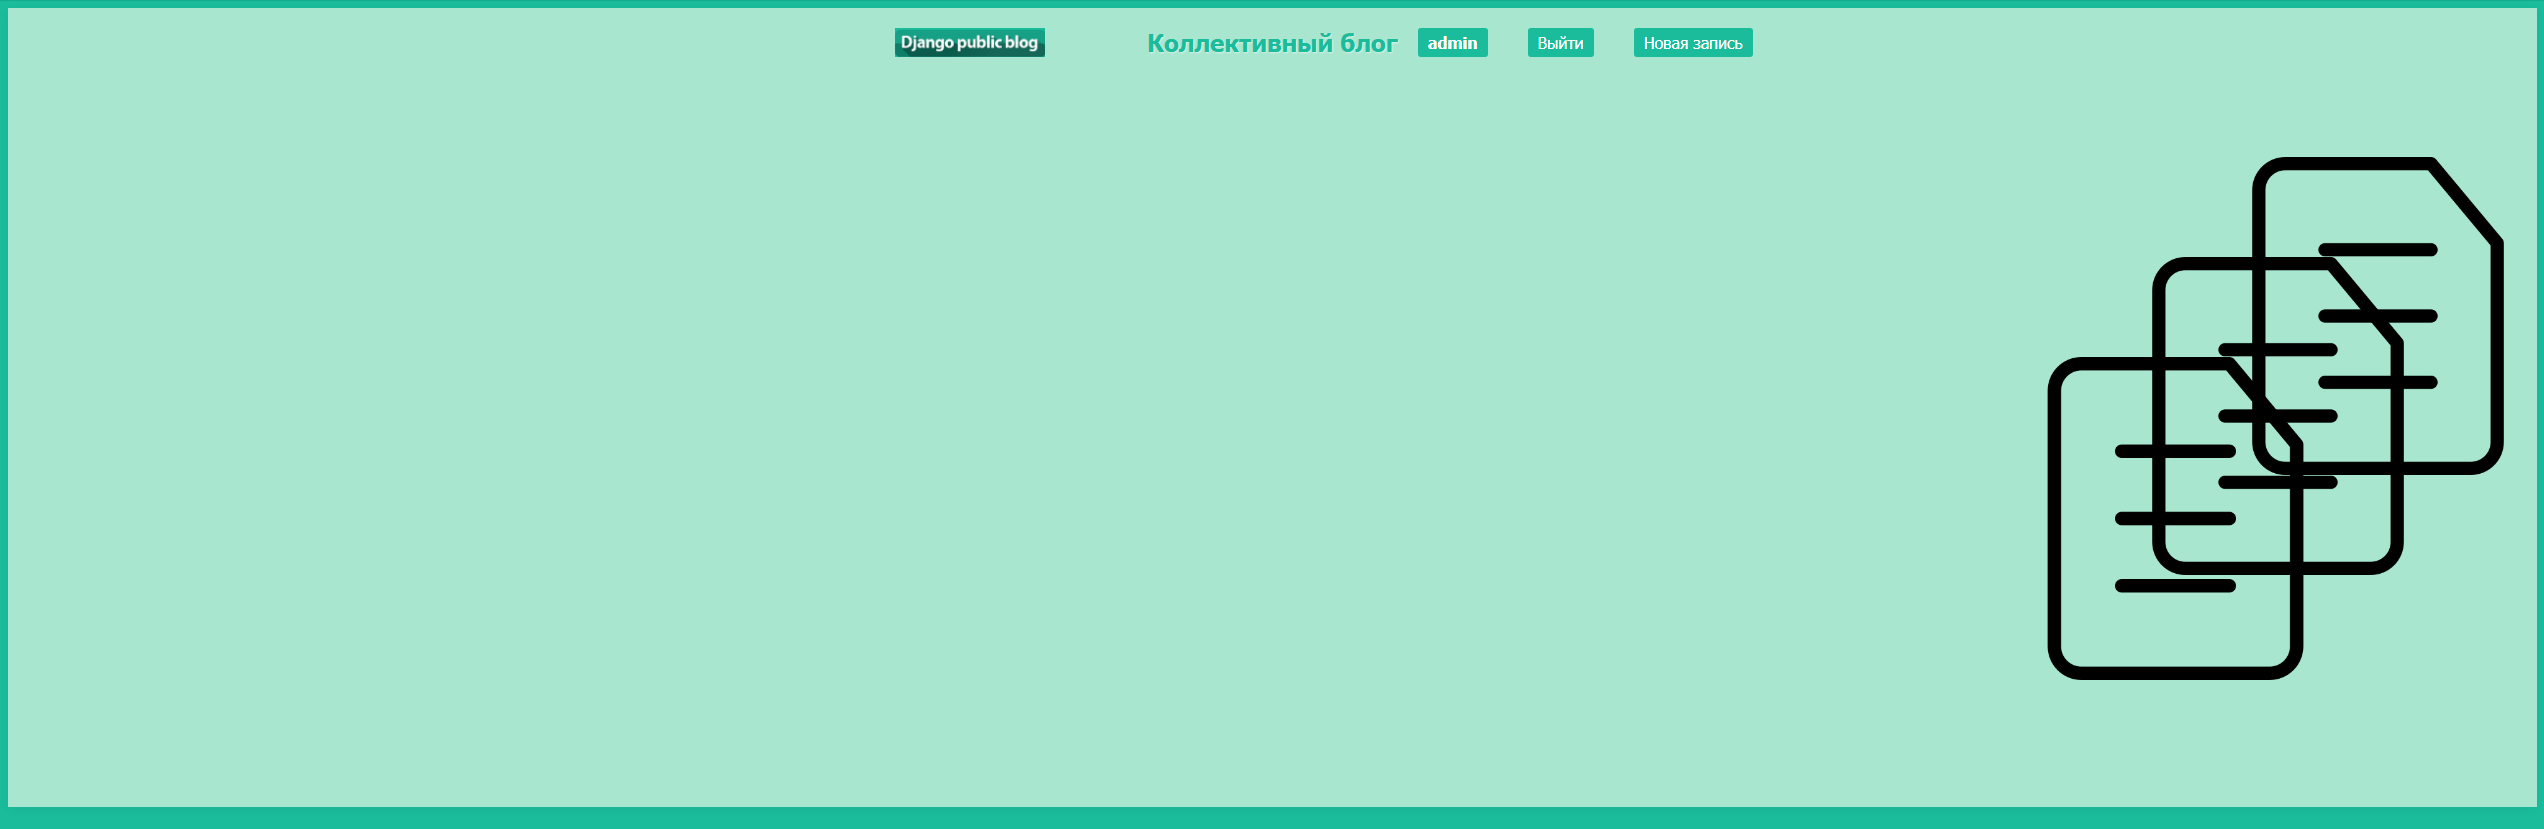 Django public blog
Коллективный блог
admin
Выйти
Новая запись